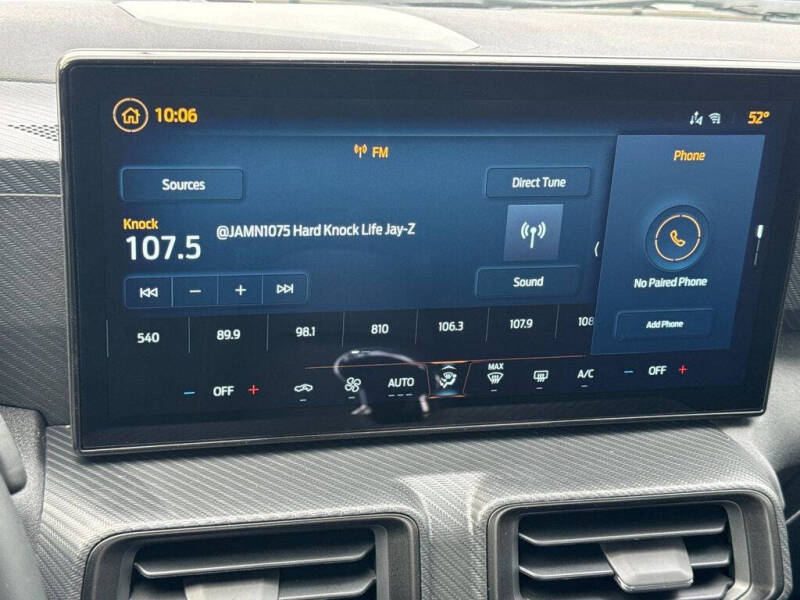 10:06
52°
FM
Phone
Sources
Direct Tune
Knock
107.5
@JAMN1075 Hard Knock Life Jay-Z
Sound
No Paired Phone
Add Phone
540 89.9 98.1 810 106.3 107.9 108
- OFF + AUTO MAX A/C - OFF +